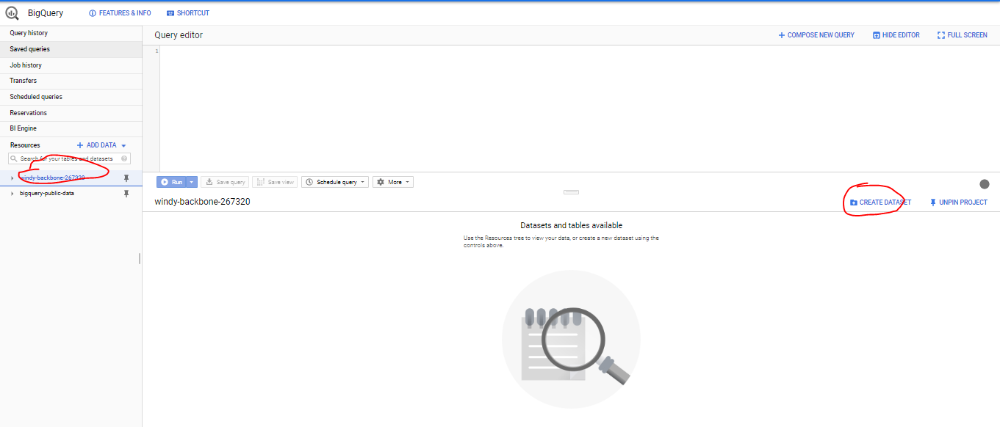 BigQuery FEATURES & INFO SHORTCUT
Query history
Saved queries
Job history
Transfers
Scheduled queries
Reservations
BI Engine
Resources + ADD DATA
Search for your tables and datasets
windy-backbone-267320
bigquery-public-data
Query editor + COMPOSE NEW QUERY HIDE EDITOR FULL SCREEN
1
Run Save query Save view Schedule query More
windy-backbone-267320 CREATE DATASET UNPIN PROJECT
Datasets and tables available
Use the Resources tree to view your data, or create a new dataset using the
controls above.